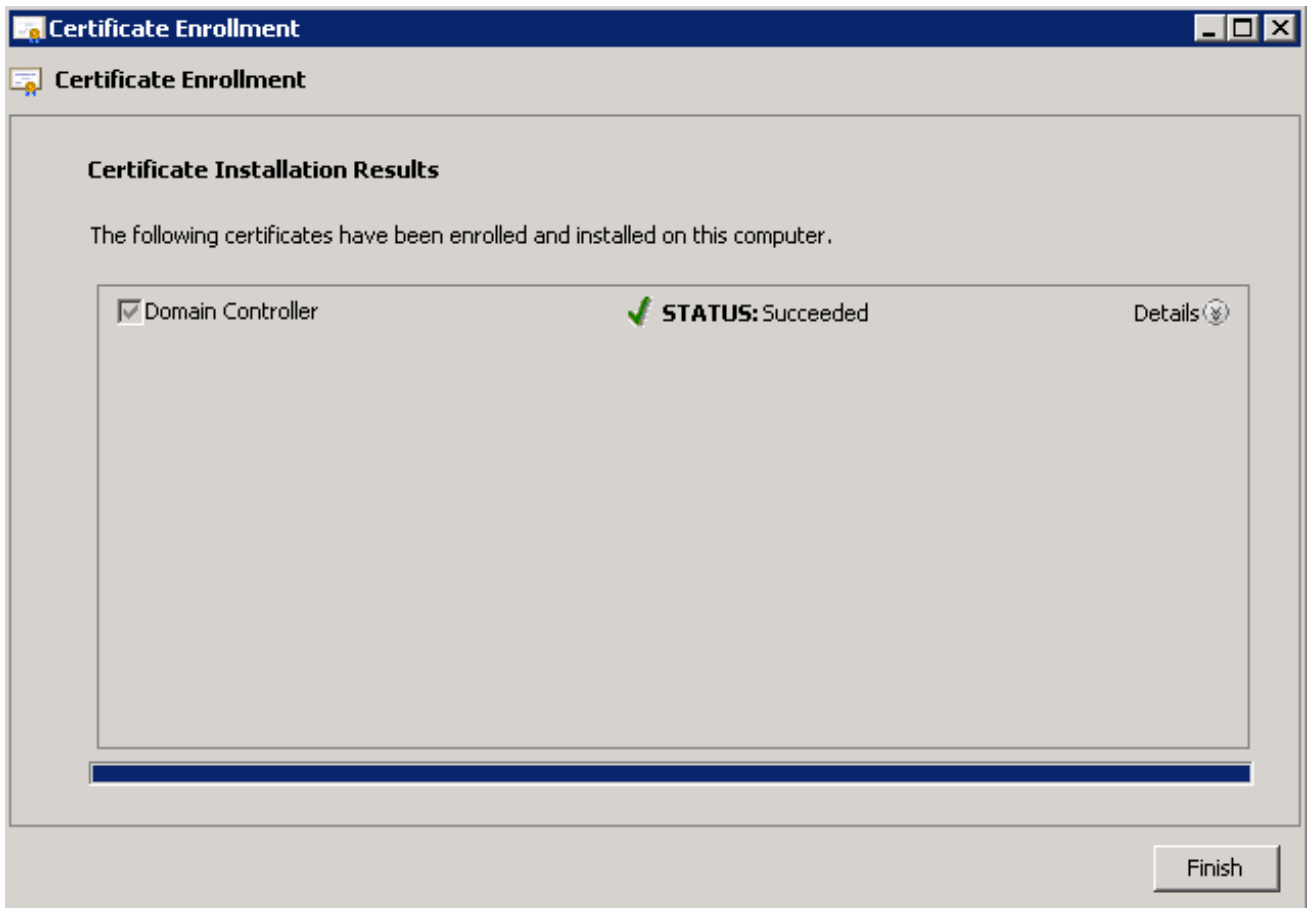 Certificate Enrollment
Certificate Enrollment
Certificate Installation Results
The following certificates have been enrolled and installed on this computer.
Domain Controller STATUS: Succeeded Details
Finish